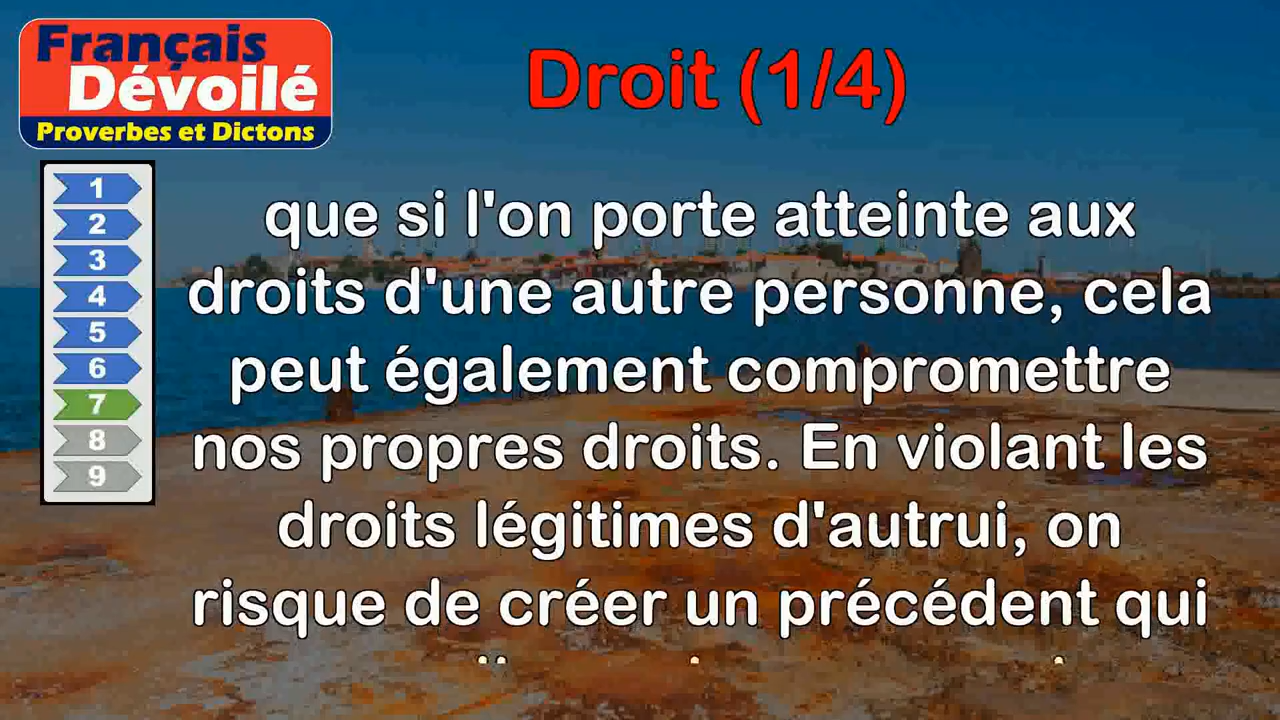 Français
Dévoilé
Proverbes et Dictons
Droit (1/4)
1
2
3
4
5
6
7
8
9
que si l'on porte atteinte aux
droits d'une autre personne, cela
peut également compromettre
nos propres droits. En violant les
droits légitimes d'autrui, on
risque de créer un précédent qui